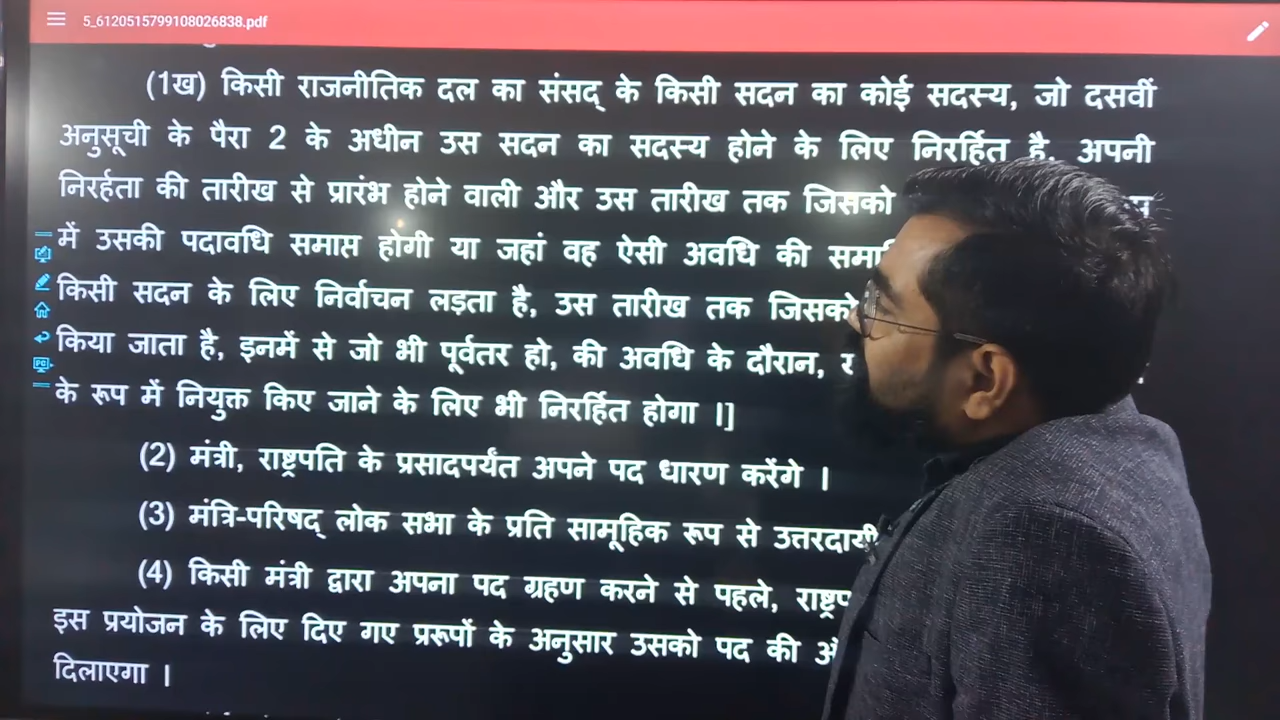 5_6120515799108026838.pdf
(1ख) किसी राजनीतिक दल का संसद् के किसी सदन का कोई सदस्य, जो दसवीं
अनुसूची के पैरा 2 के अधीन उस सदन का सदस्य होने के लिए निरर्हित है, अपनी
निरर्हता की तारीख से प्रारंभ होने वाली और उस तारीख तक जिसको
में उसकी पदावधि समाप्त होगी या जहां वह ऐसी अवधि की
किसी सदन के लिए निर्वाचन लड़ता है, उस तारीख तक जिसको
किया जाता है, इनमें से जो भी पूर्वतर हो, की अवधि के दौरान,
के रूप में नियुक्त किए जाने के लिए भी निरर्हित होगा ।]
(2) मंत्री, राष्ट्रपति के प्रसादपर्यंत अपने पद धारण करेंगे ।
(3) मंत्रि-परिषद् लोक सभा के प्रति सामूहिक रूप से उत्तरदायी
(4) किसी मंत्री द्वारा अपना पद ग्रहण करने से पहले,
इस प्रयोजन के लिए दिए गए प्ररूपों के अनुसार उसको पद की
दिलाएगा ।